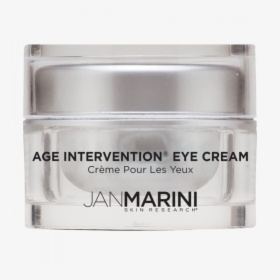 AGE INTERVENTION® EYE CREAM
Crème Pour Les Yeux
JANMARINI
SKIN RESEARCH®